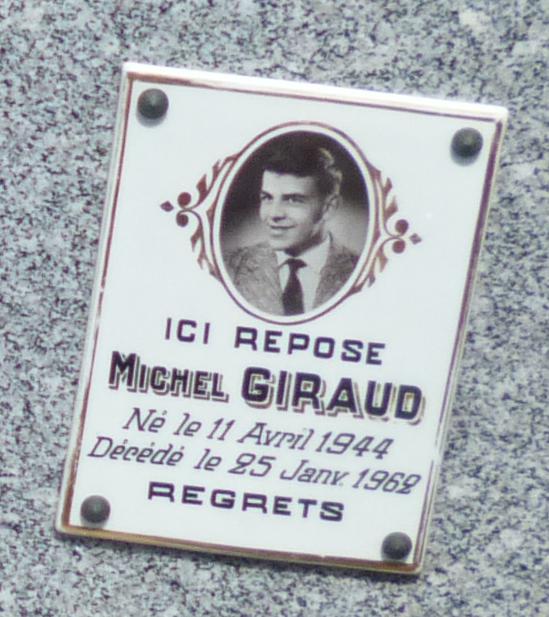 ICI REPOSE
MICHEL GIRAUD
Né le 11 Avril 1944
Décédé le 25 Janv. 1962
REGRETS